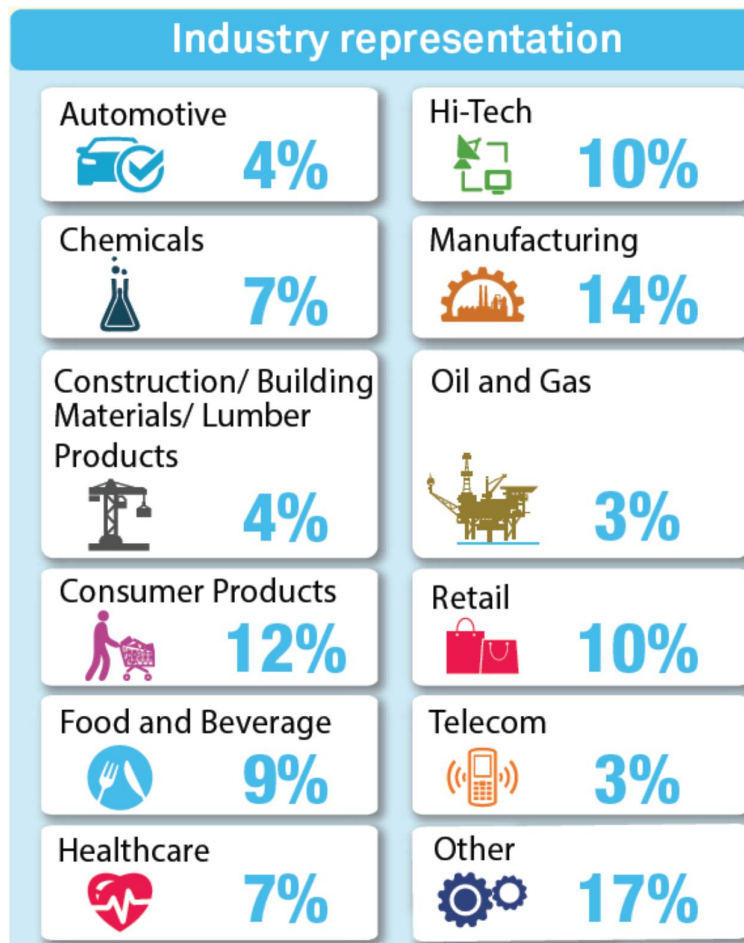 Industry representation
Automotive
4%
Hi-Tech
10%
Chemicals
7%
Manufacturing
14%
Construction/ Building
Materials/ Lumber
Products
4%
Oil and Gas
3%
Consumer Products
12%
Retail
10%
Food and Beverage
9%
Telecom
3%
Healthcare
7%
Other
17%